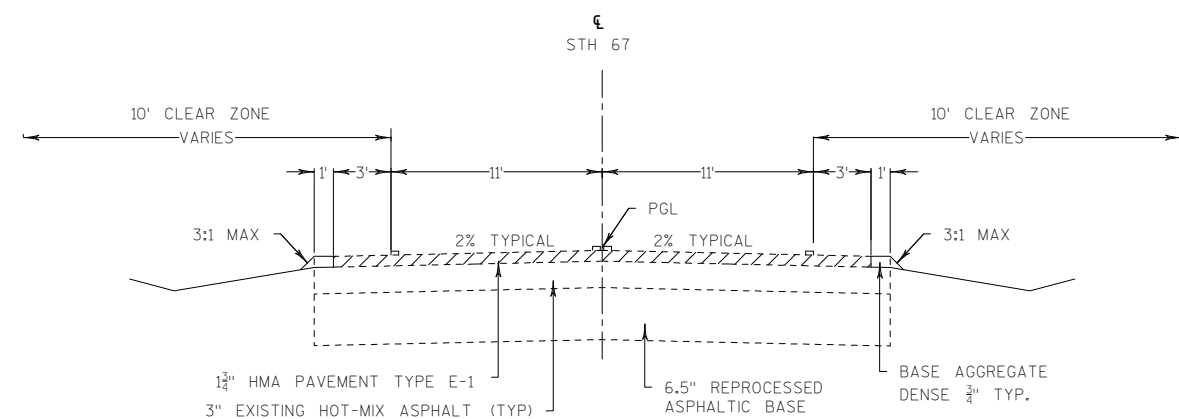 ℄
STH 67
10' CLEAR ZONE
VARIES
10' CLEAR ZONE
VARIES
1'
3'
11'
11'
3'
1'
PGL
3:1 MAX
2% TYPICAL
2% TYPICAL
3:1 MAX
1 3/4" HMA PAVEMENT TYPE E-1
3" EXISTING HOT-MIX ASPHALT (TYP)
6.5" REPROCESSED
ASPHALTIC BASE
BASE AGGREGATE
DENSE 3/4" TYP.